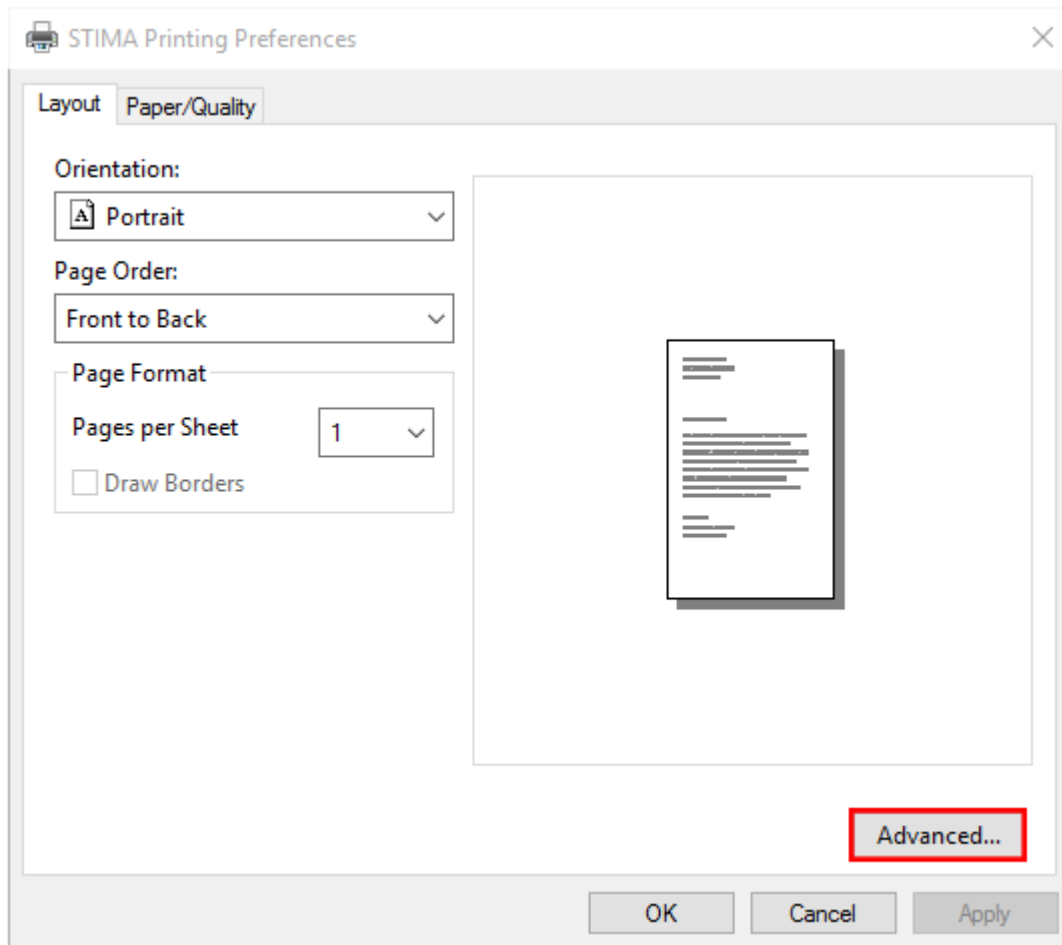 STIMA Printing Preferences
Layout Paper/Quality
Orientation:
Portrait
Page Order:
Front to Back
Page Format
Pages per Sheet 1
Draw Borders
Advanced...
OK Cancel Apply